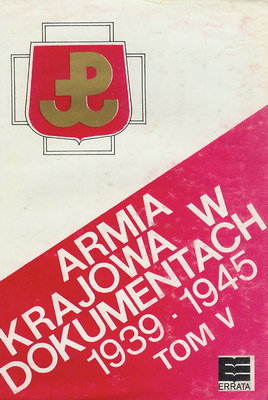 ARMIA
KRAJOWA W
DOKUMENTACH
1939 - 1945
TOM V
ERRATA